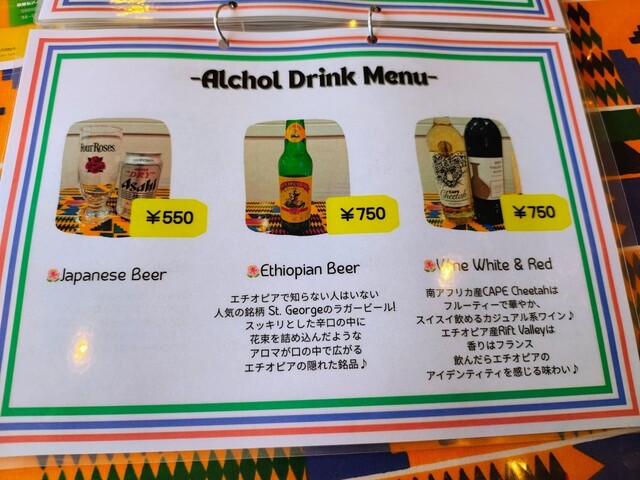 -Alchol Drink Menu-
Four Roses
Asahi
¥550
¥750
Cape
Cheetah
¥750
Japanese Beer
Ethiopian Beer
エチオピアで知らない人はいない
人気の銘柄 St. Georgeのラガービール!
スッキリとした辛口の中に
花束を詰め込んだような
アロマが口の中で広がる
エチオピアの隠れた銘品♪
Wine White & Red
南アフリカ産CAPE Cheetahは
フルーティーで華やか、
スイスイ飲めるカジュアル系ワイン♪
エチオピア産Rift Valleyは
香りはフランス
飲んだらエチオピアの
アイデンティティを感じる味わい♪